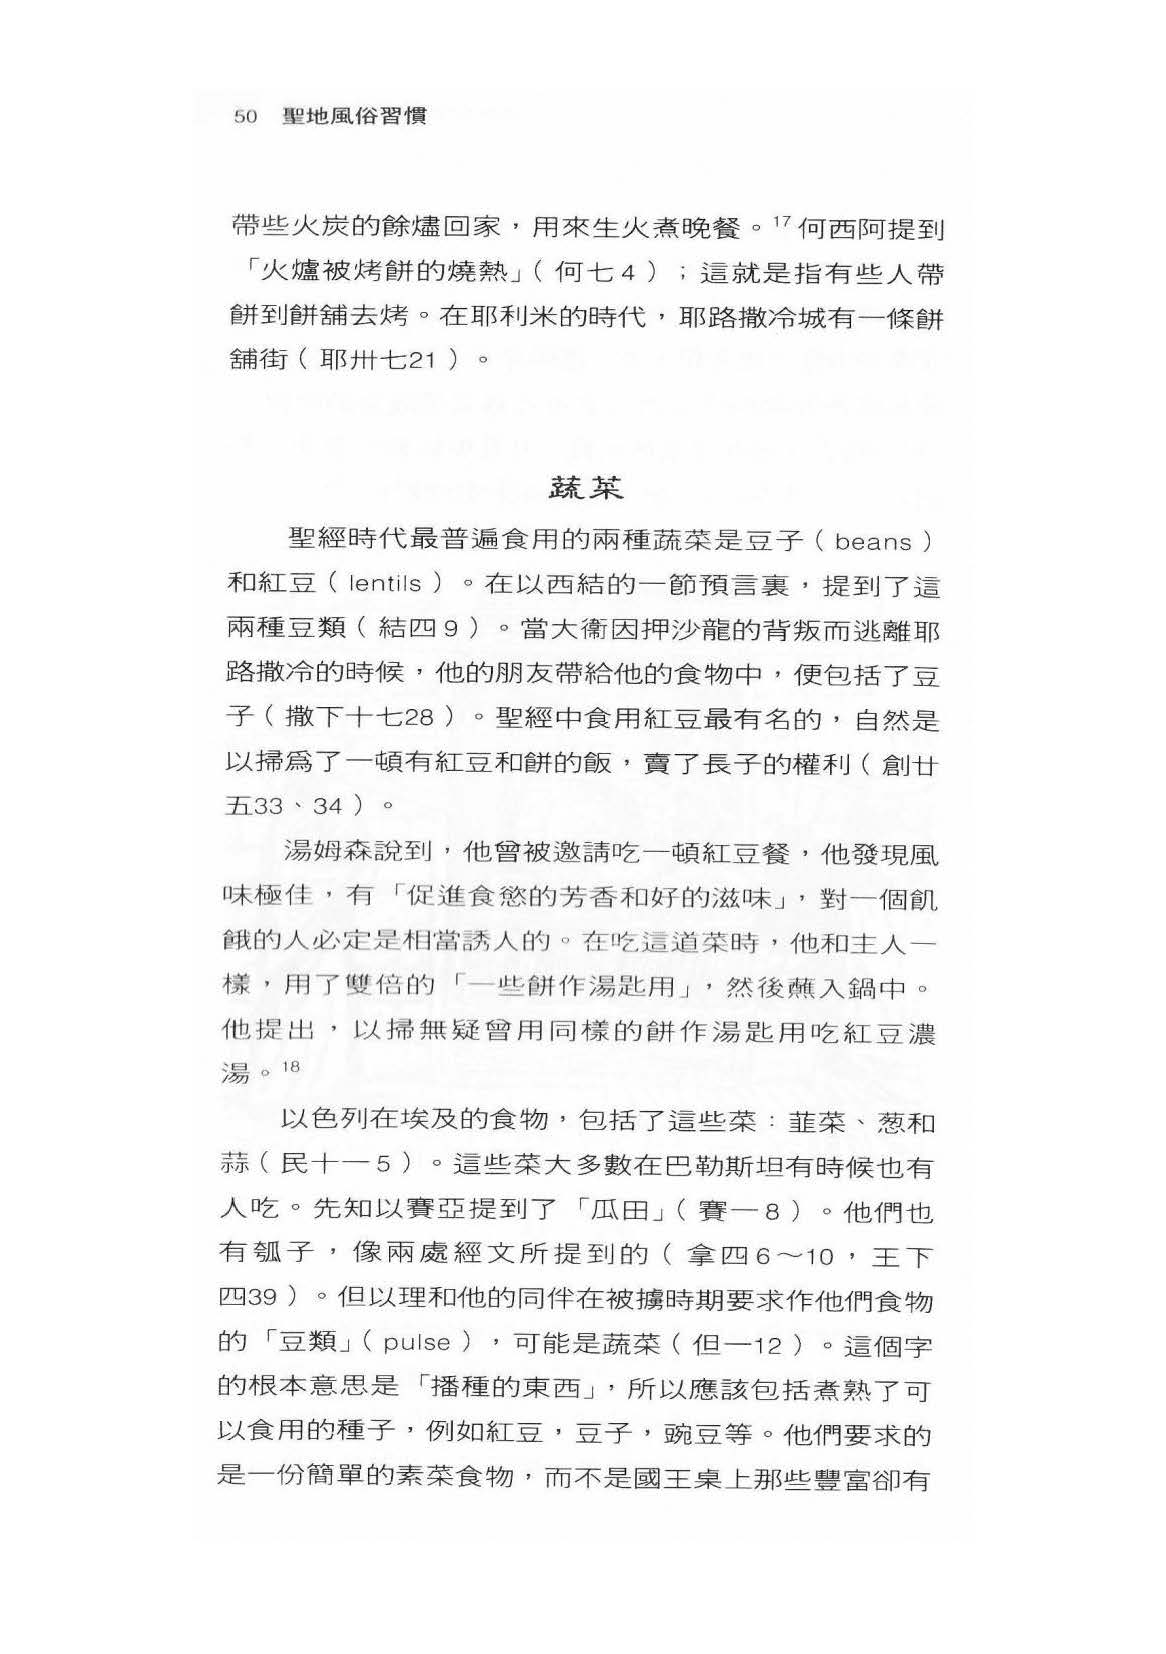 50 聖地風俗習慣
帶些火炭的餘燼回家，用來生火煮晚餐。17何西阿提到
「火爐被烤餅的燒熱」（何七4）；這就是指有些人帶
餅到餅舖去烤。在耶利米的時代，耶路撒冷城有一條餅
舖街（耶卅七21）。
蔬菜
聖經時代最普遍食用的兩種蔬菜是豆子（beans）
和紅豆（lentils）。在以西結的一節預言裏，提到了這
兩種豆類（結四9）。當大衞因押沙龍的背叛而逃離耶
路撒冷的時候，他的朋友帶給他的食物中，便包括了豆
子（撒下十七28）。聖經中食用紅豆最有名的，自然是
以掃爲了一頓有紅豆和餅的飯，賣了長子的權利（創廿
五33、34）。
湯姆森說到，他曾被邀請吃一頓紅豆餐，他發現風
味極佳，有「促進食慾的芳香和好的滋味」，對一個飢
餓的人必定是相當誘人的。在吃這道菜時，他和主人一
樣，用了雙倍的「一些餅作湯匙用」，然後蘸入鍋中。
他提出，以掃無疑曾用同樣的餅作湯匙用吃紅豆濃
湯。18
以色列在埃及的食物，包括了這些菜：韮菜、葱和
蒜（民十一5）。這些菜大多數在巴勒斯坦有時候也有
人吃。先知以賽亞提到了「瓜田」（賽一8）。他們也
有瓠子，像兩處經文所提到的（拿四6～10，王下
四39）。但以理和他的同伴在被擄時期要求作他們食物
的「豆類」（pulse），可能是蔬菜（但一12）。這個字
的根本意思是「播種的東西」，所以應該包括煮熟了可
以食用的種子，例如紅豆，豆子，豌豆等。他們要求的
是一份簡單的素菜食物，而不是國王桌上那些豐富卻有